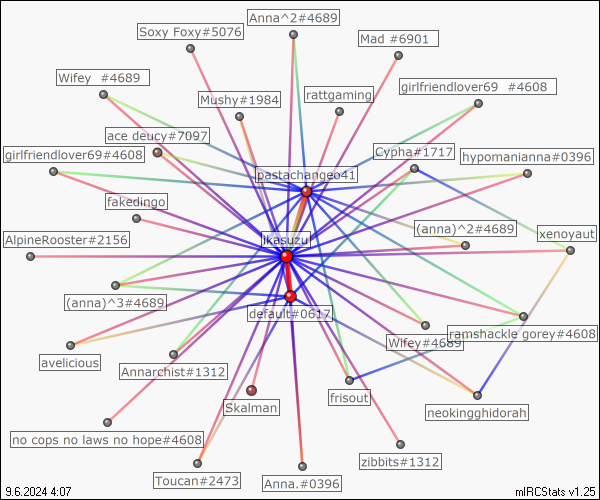 Anna^2#4689
Soxy Foxy#5076
Mad #6901
Wifey #4689
girlfriendlover69 #4608
Mushy#1984
rattgaming
ace deucy#7097
girlfriendlover69#4608
Cypha#1717
hypomanianna#0396
pastachangeo41
fakedingo
(anna)^2#4689
AlpineRooster#2156
ikasuzu
xenoyaut
(anna)^3#4689
default#0617
ramshackle gorey#4608
Wifey#4689
avelicious
Annarchist#1312
frisout
Skalman
neokingghidorah
no cops no laws no hope#4608
zibbits#1312
Toucan#2473
Anna.#0396
9.6.2024 4:07
mIRCStats v1.25